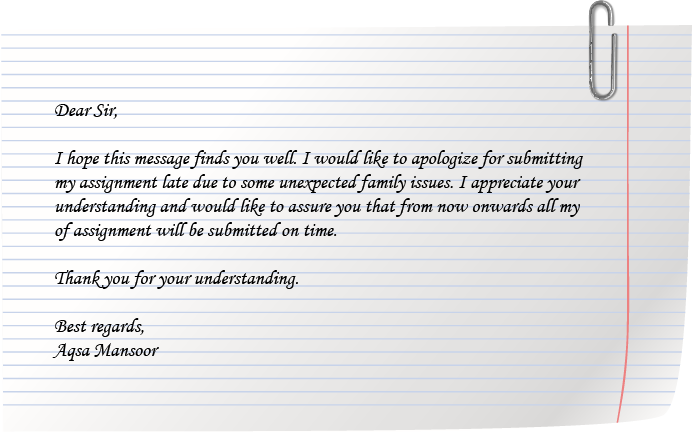 Dear Sir,
I hope this message finds you well. I would like to apologize for submitting
my assignment late due to some unexpected family issues. I appreciate your
understanding and would like to assure you that from now onwards all my
of assignment will be submitted on time.
Thank you for your understanding.
Best regards,
Aqsa Mansoor